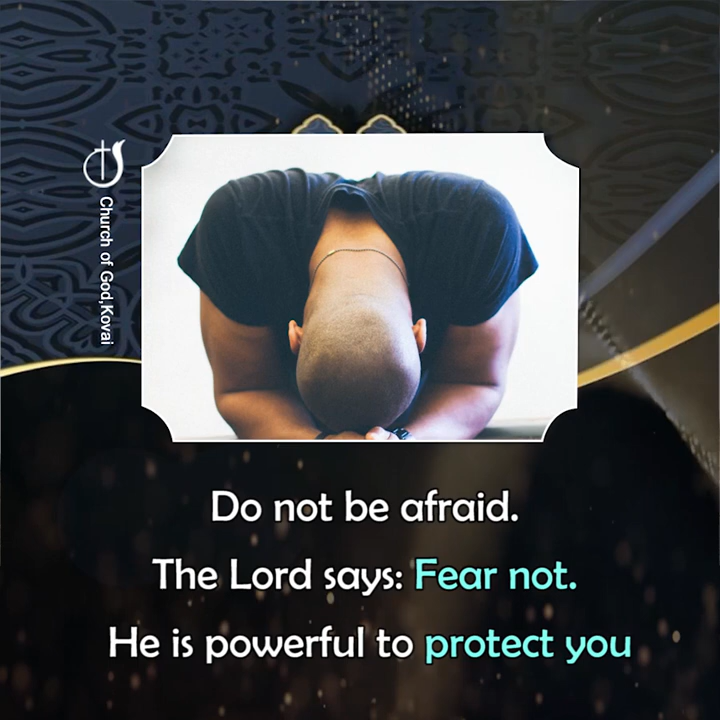 Church of God,Kovai
Do not be afraid.
The Lord says: Fear not.
He is powerful to protect you